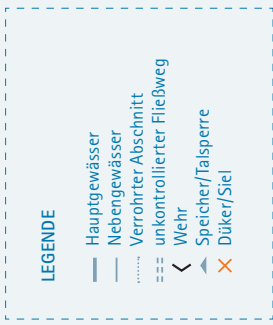 LEGENDE
Hauptgewässer
Nebengewässer
Verrohrter Abschnitt
unkontrollierter Fließweg
Wehr
Speicher/Talsperre
Düker/Siel